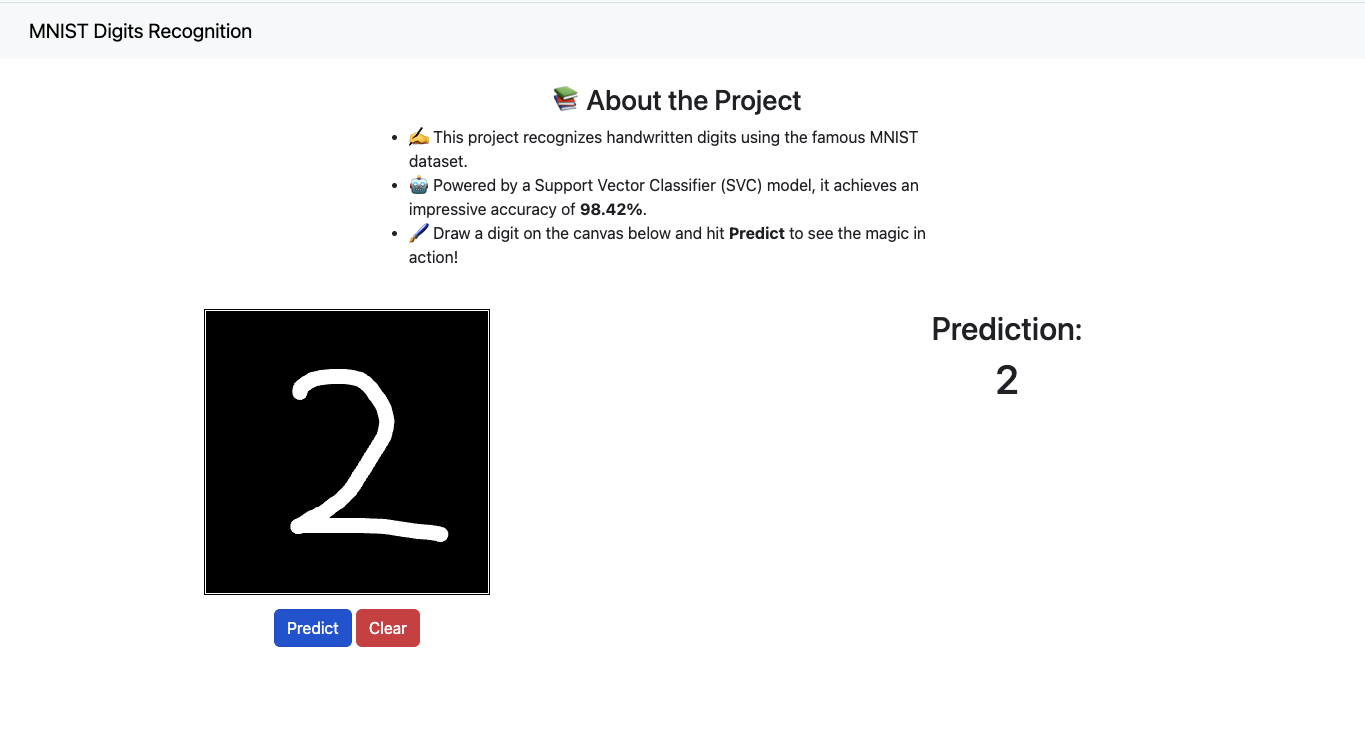 MNIST Digits Recognition
📚 About the Project
• ✍️ This project recognizes handwritten digits using the famous MNIST
dataset.
• 🤖 Powered by a Support Vector Classifier (SVC) model, it achieves an
impressive accuracy of 98.42%.
• 🖌️ Draw a digit on the canvas below and hit Predict to see the magic in
action!
2
Prediction:
2
Predict Clear